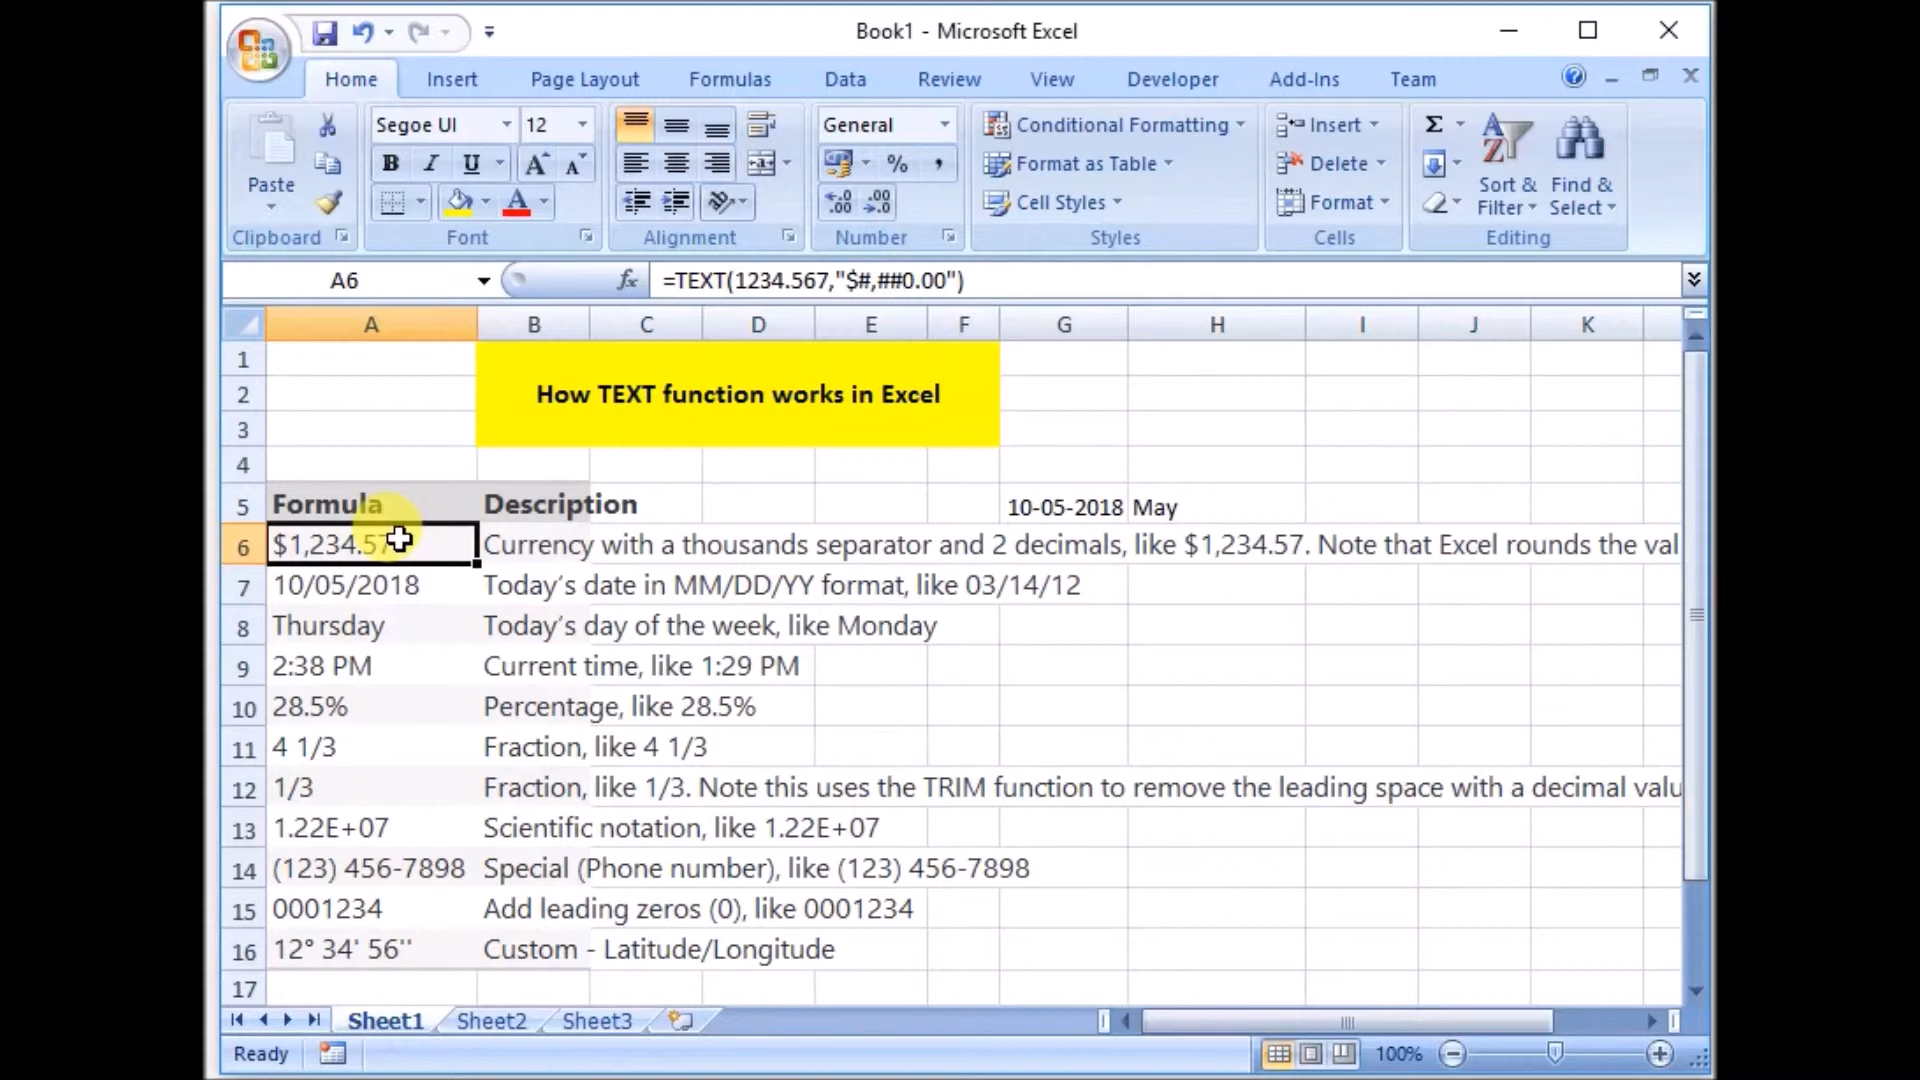 Book1 - Microsoft Excel
Home Insert Page Layout Formulas Data Review View Developer Add-Ins Team
Segoe UI 12 General Conditional Formatting Insert Σ
B I U A A % , Format as Table Delete
Paste Sort & Filter Find & Select
A Cell Styles Format
Clipboard Font Alignment Number Styles Cells Editing
A6 fx =TEXT(1234.567,"$#,##0.00")
A B C D E F G H I J K
1
2 How TEXT function works in Excel
3
4
5 Formula Description 10-05-2018 May
6 $1,234.57 Currency with a thousands separator and 2 decimals, like $1,234.57. Note that Excel rounds the val
7 10/05/2018 Today’s date in MM/DD/YY format, like 03/14/12
8 Thursday Today’s day of the week, like Monday
9 2:38 PM Current time, like 1:29 PM
10 28.5% Percentage, like 28.5%
11 4 1/3 Fraction, like 4 1/3
12 1/3 Fraction, like 1/3. Note this uses the TRIM function to remove the leading space with a decimal valu
13 1.22E+07 Scientific notation, like 1.22E+07
14 (123) 456-7898 Special (Phone number), like (123) 456-7898
15 0001234 Add leading zeros (0), like 0001234
16 12° 34' 56'' Custom - Latitude/Longitude
17
Sheet1 Sheet2 Sheet3
Ready 100%